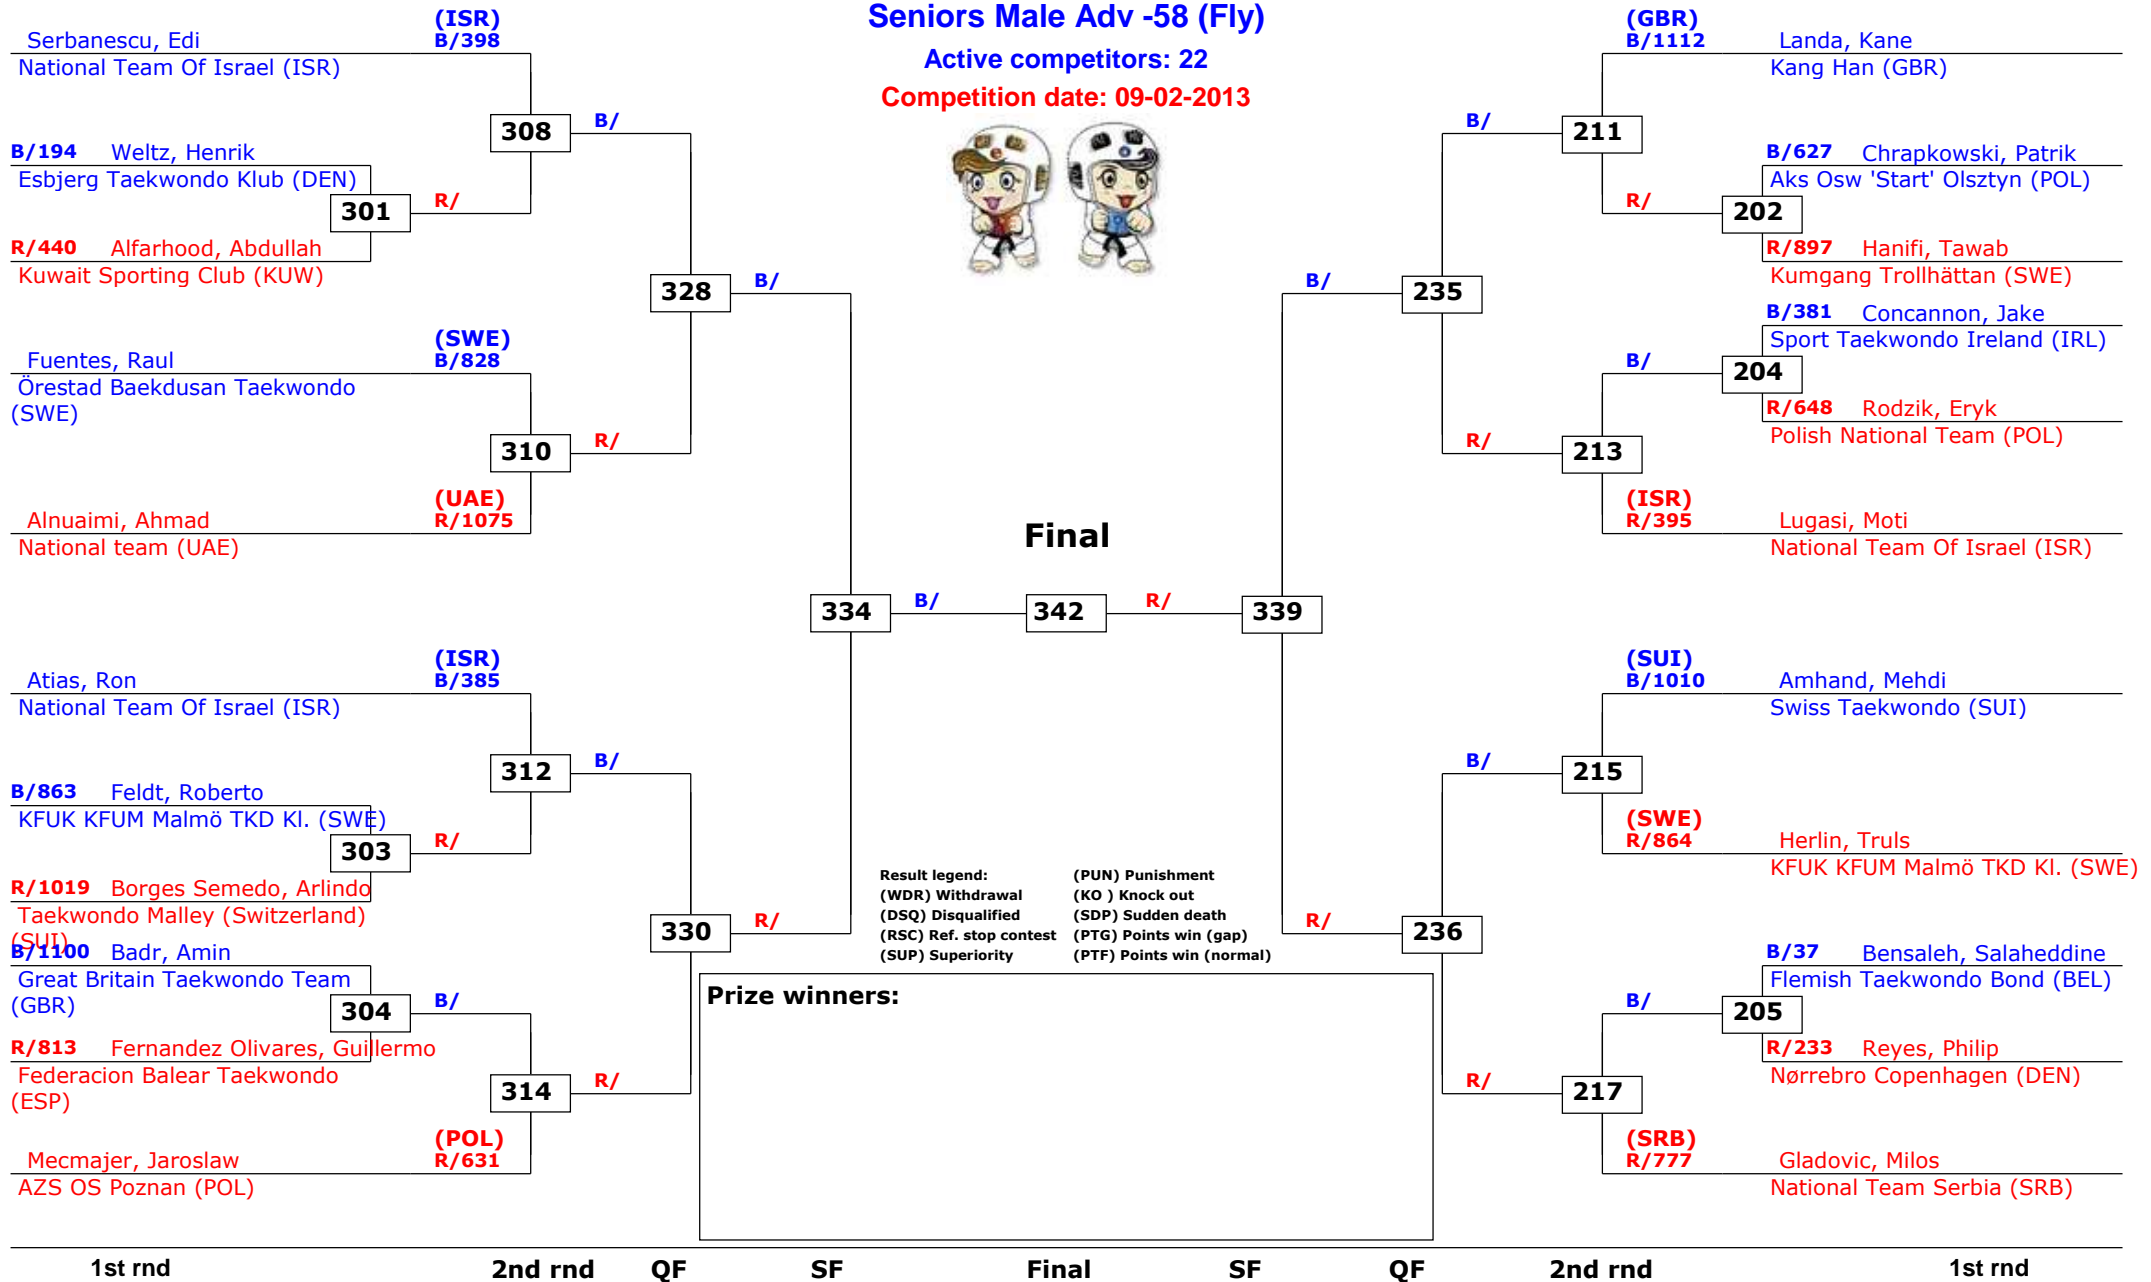 Seniors Male Adv -58 (Fly)
Active competitors: 22
Competition date: 09-02-2013
(ISR)
Serbanescu, Edi B/398
National Team Of Israel (ISR)
308
B/
B/194 Weltz, Henrik
Esbjerg Taekwondo Klub (DEN)
301
R/
R/440 Alfarhood, Abdullah
Kuwait Sporting Club (KUW)
328
B/
(SWE)
Fuentes, Raul B/828
Örestad Baekdusan Taekwondo
(SWE)
310
R/
(UAE)
Alnuaimi, Ahmad R/1075
National team (UAE)
334
B/
(ISR)
Atias, Ron B/385
National Team Of Israel (ISR)
312
B/
B/863 Feldt, Roberto
KFUK KFUM Malmö TKD Kl. (SWE)
303
R/
R/1019 Borges Semedo, Arlindo
Taekwondo Malley (Switzerland)
(SUI)
330
R/
B/1100 Badr, Amin
Great Britain Taekwondo Team
(GBR)
304
B/
R/813 Fernandez Olivares, Guillermo
Federacion Balear Taekwondo
(ESP)
314
R/
(POL)
Mecmajer, Jaroslaw R/631
AZS OS Poznan (POL)
Final
342
R/
339
(GBR)
B/1112 Landa, Kane
Kang Han (GBR)
B/
211
B/627 Chrapkowski, Patrik
Aks Osw 'Start' Olsztyn (POL)
R/
202
R/897 Hanifi, Tawab
Kumgang Trollhättan (SWE)
B/
235
B/381 Concannon, Jake
Sport Taekwondo Ireland (IRL)
B/
204
R/648 Rodzik, Eryk
Polish National Team (POL)
R/
213
(ISR)
R/395 Lugasi, Moti
National Team Of Israel (ISR)
(SUI)
B/1010 Amhand, Mehdi
Swiss Taekwondo (SUI)
B/
215
(SWE)
R/864 Herlin, Truls
KFUK KFUM Malmö TKD Kl. (SWE)
R/
236
B/37 Bensaleh, Salaheddine
Flemish Taekwondo Bond (BEL)
B/
205
R/233 Reyes, Philip
Nørrebro Copenhagen (DEN)
R/
217
(SRB)
R/777 Gladovic, Milos
National Team Serbia (SRB)
Result legend: (PUN) Punishment
(WDR) Withdrawal (KO ) Knock out
(DSQ) Disqualified (SDP) Sudden death
(RSC) Ref. stop contest (PTG) Points win (gap)
(SUP) Superiority (PTF) Points win (normal)
Prize winners:
1st rnd 2nd rnd QF SF Final SF QF 2nd rnd 1st rnd